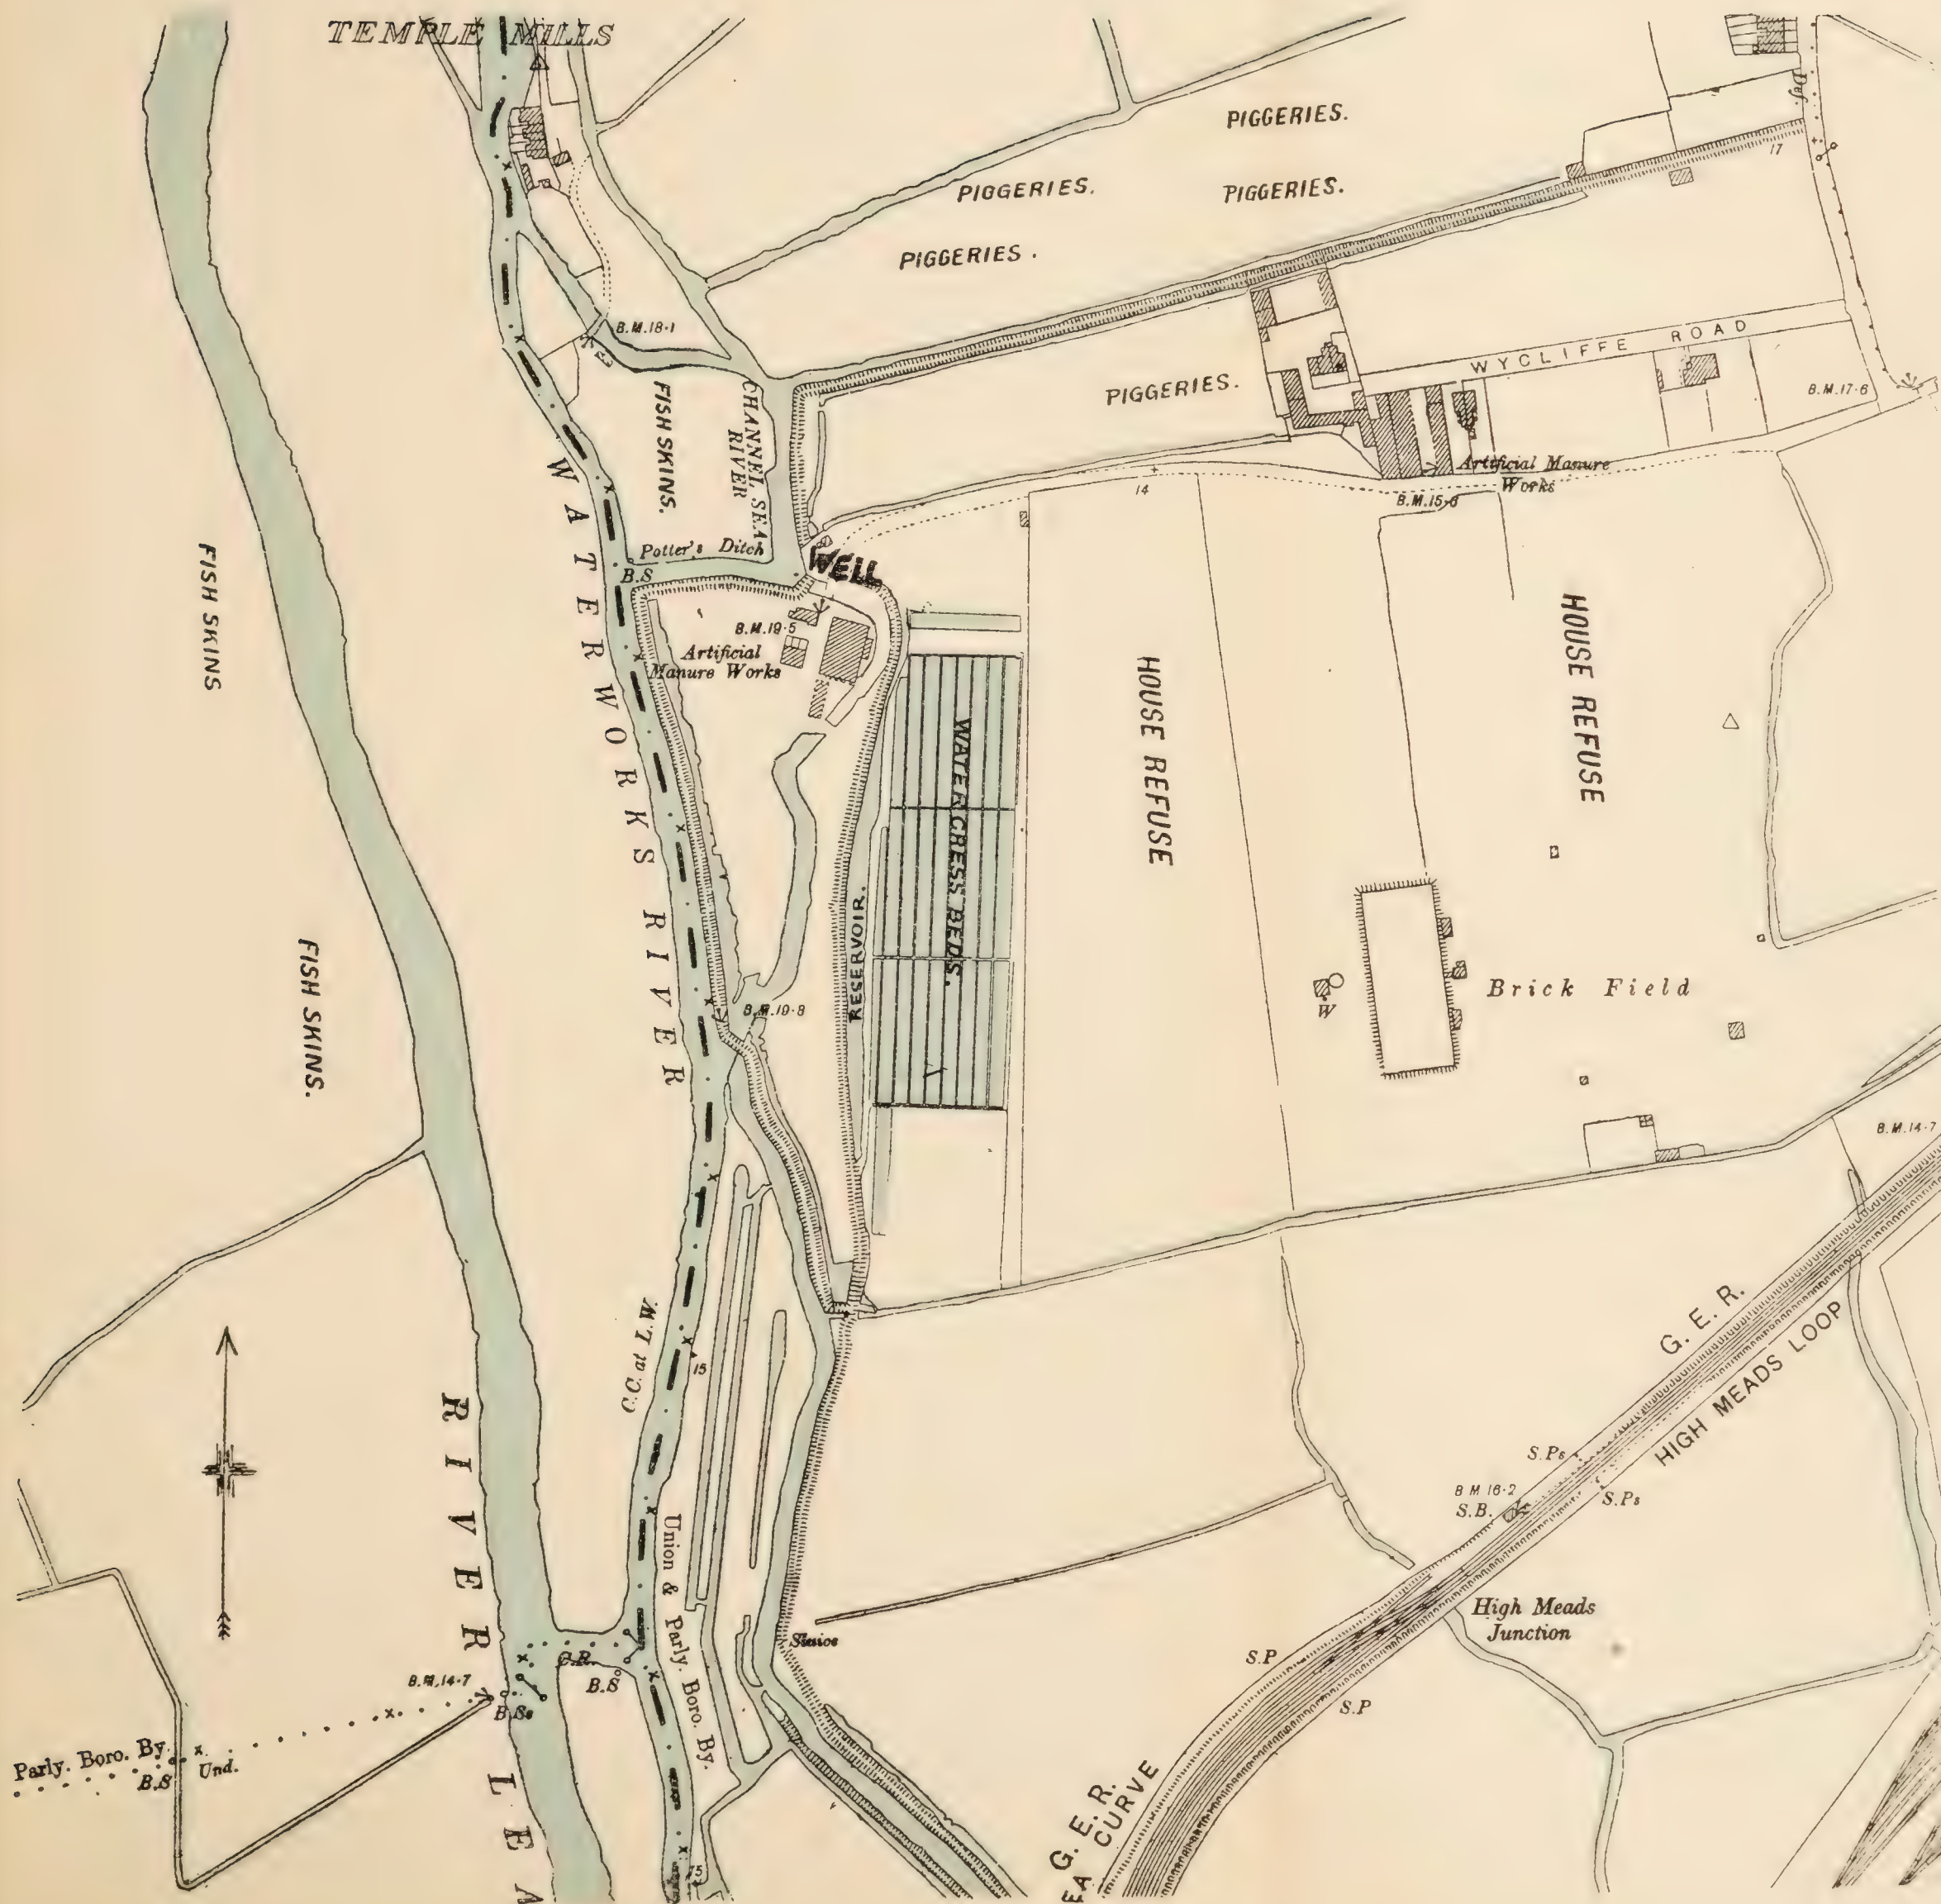 TEMPLE MILLS
PIGGERIES.
PIGGERIES.
PIGGERIES.
PIGGERIES .
Def.
17
B.M.18·1
WYCLIFFE ROAD
PIGGERIES.
B.M.17·6
FISH SKINS.
CHANNEL SEA
RIVER
Artificial Manure
Works
14
B.M.15·6
Potter's Ditch
B.S
WELL
WATERWORKS RIVER
FISH SKINS
B.M.19·5
Artificial
Manure Works
WATERCRESS BEDS.
HOUSE REFUSE
HOUSE REFUSE
RESERVOIR.
FISH SKINS.
B.M.19·8
W
Brick Field
B.M.14·7
C.C. at L.W.
15
G. E. R.
HIGH MEADS LOOP
S.Ps
B M 16·2
S.B.
S.Ps
RIVER LEA
Union & Parly. Boro. By.
Sluice
High Meads
Junction
S.P
S.P
C.R.
B.S
B.M.14·7
B.Ss
Parly. Boro. By.
B.S
Und.
G. E. R.
EA CURVE
15